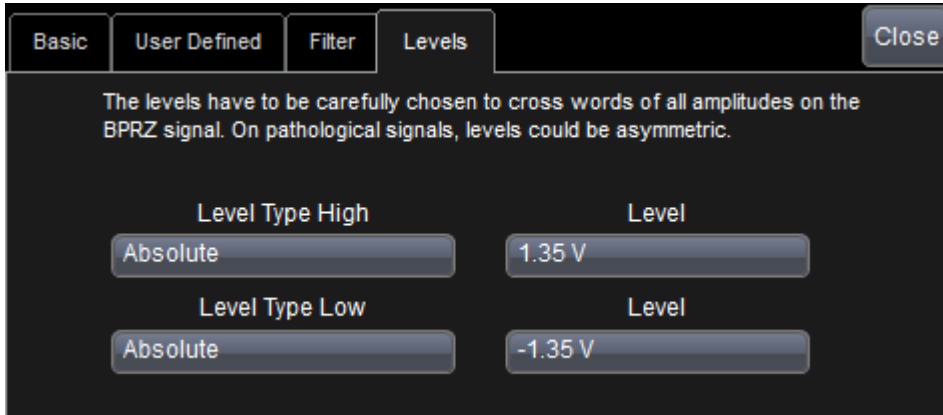 Basic
User Defined
Filter
Levels
Close
The levels have to be carefully chosen to cross words of all amplitudes on the
BPRZ signal. On pathological signals, levels could be asymmetric.
Level Type High
Level
Absolute
1.35 V
Level Type Low
Level
Absolute
-1.35 V